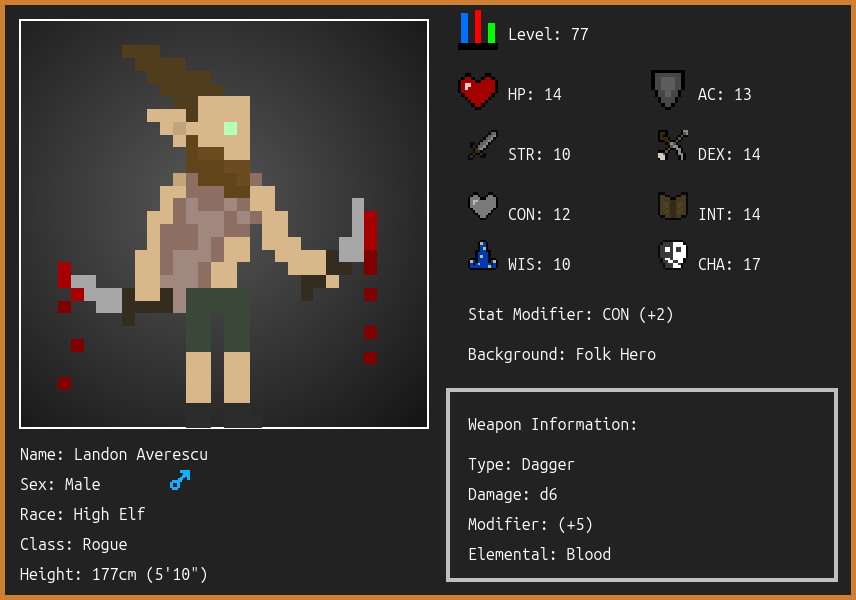 Level: 77
HP: 14
AC: 13
STR: 10
DEX: 14
CON: 12
INT: 14
WIS: 10
CHA: 17
Stat Modifier: CON (+2)
Background: Folk Hero
Weapon Information:
Type: Dagger
Damage: d6
Modifier: (+5)
Elemental: Blood
Name: Landon Averescu
Sex: Male
Race: High Elf
Class: Rogue
Height: 177cm (5'10")